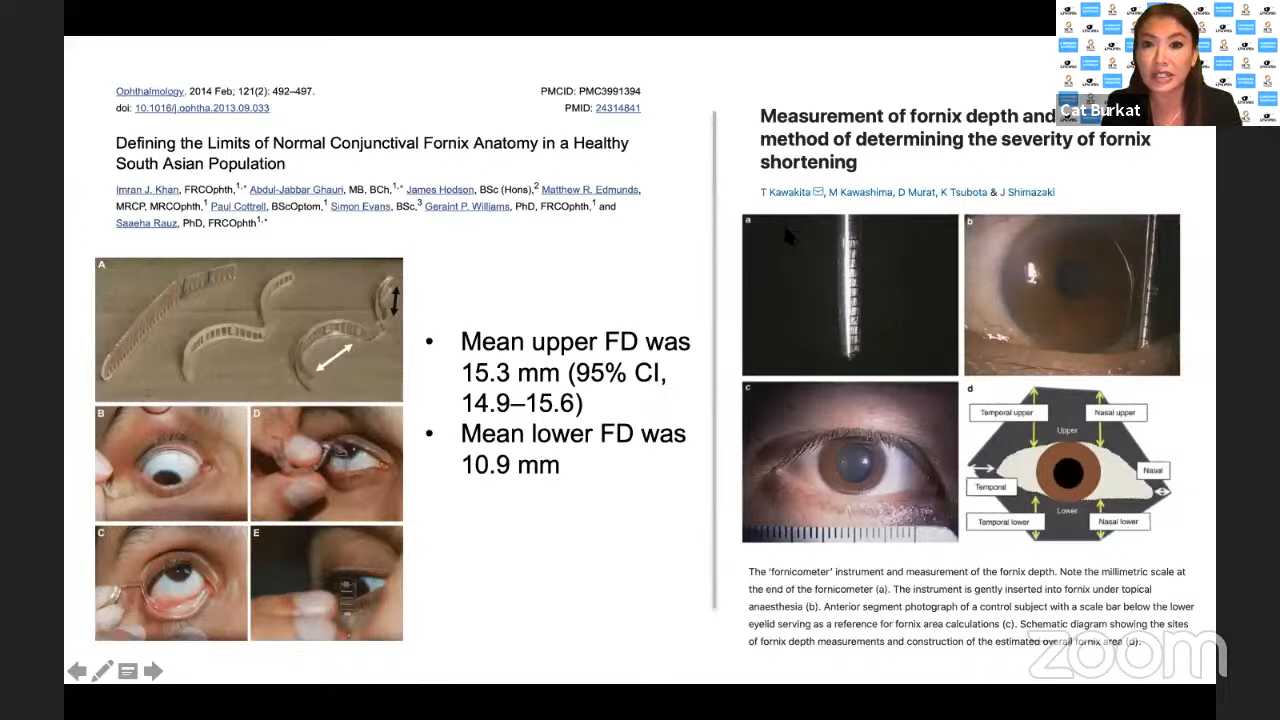 Ophthalmology. 2014 Feb; 121(2): 492–497.
doi: 10.1016/j.ophtha.2013.09.033
PMCID: PMC3991394
PMID: 24314841
Defining the Limits of Normal Conjunctival Fornix Anatomy in a Healthy
South Asian Population
Imran J. Khan, FRCOphth,1,* Abdul-Jabbar Ghauri, MB, BCh,1,* James Hodson, BSc (Hons),2 Matthew R. Edmunds,
MRCP, MRCOphth,1 Paul Cottrell, BScOptom,1 Simon Evans, BSc,3 Geraint P. Williams, PhD, FRCOphth,1 and
Saaeha Rauz, PhD, FRCOphth1,*
A
B
D
C
E
• Mean upper FD was
15.3 mm (95% CI,
14.9–15.6)
• Mean lower FD was
10.9 mm
Cat Burkat
Measurement of fornix depth and
method of determining the severity of fornix
shortening
T Kawakita, M Kawashima, D Murat, K Tsubota & J Shimazaki
a
b
c
d
Temporal upper
Nasal upper
Upper
Nasal
Temporal
Lower
Temporal lower
Nasal lower
The 'fornicometer' instrument and measurement of the fornix depth. Note the millimetric scale at
the end of the fornicometer (a). The instrument is gently inserted into fornix under topical
anaesthesia (b). Anterior segment photograph of a control subject with a scale bar below the lower
eyelid serving as a reference for fornix area calculations (c). Schematic diagram showing the sites
of fornix depth measurements and construction of the estimated overall fornix area (d).
zoom